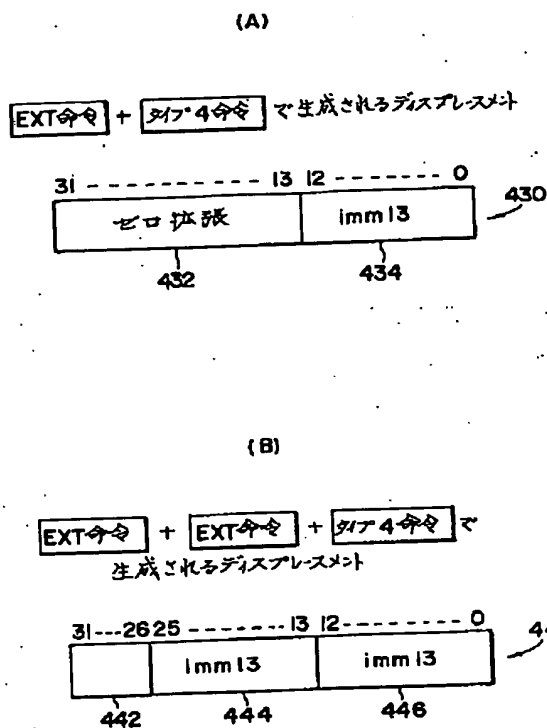 (A)
EXT命令 + タイプ4命令 で生成されるディスプレースメント
31 ----------- 13 12 -------- 0
ゼロ拡張 imm13
430
432 434
(B)
EXT命令 + EXT命令 + タイプ4命令 で
生成されるディスプレースメント
31---26 25 ------- 13 12 ------- 0
imm13 imm13
44
442 444 446